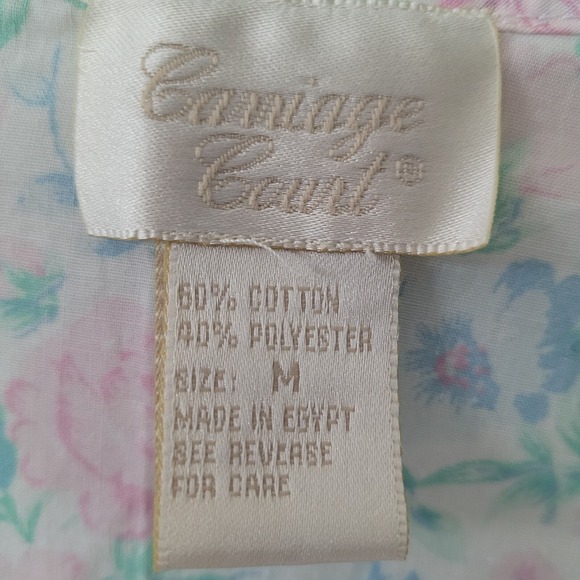 Carriage
Court®
60% COTTON
40% POLYESTER
SIZE: M
MADE IN EGYPT
SEE REVERSE
FOR CARE